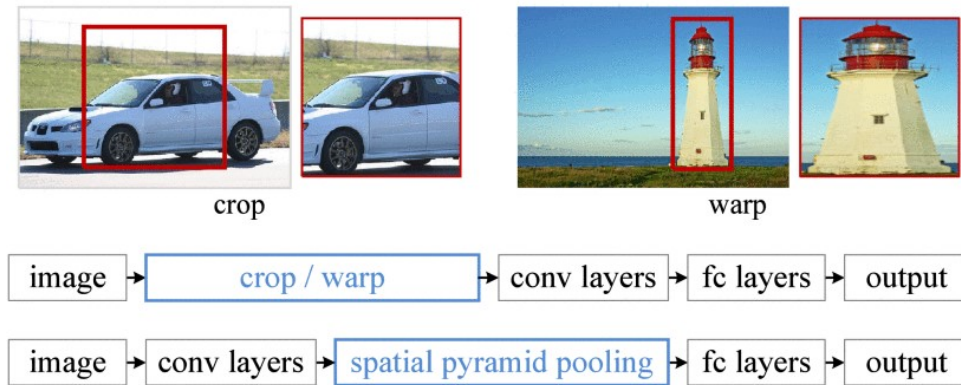 crop
warp
image crop / warp conv layers fc layers output
image conv layers spatial pyramid pooling fc layers output